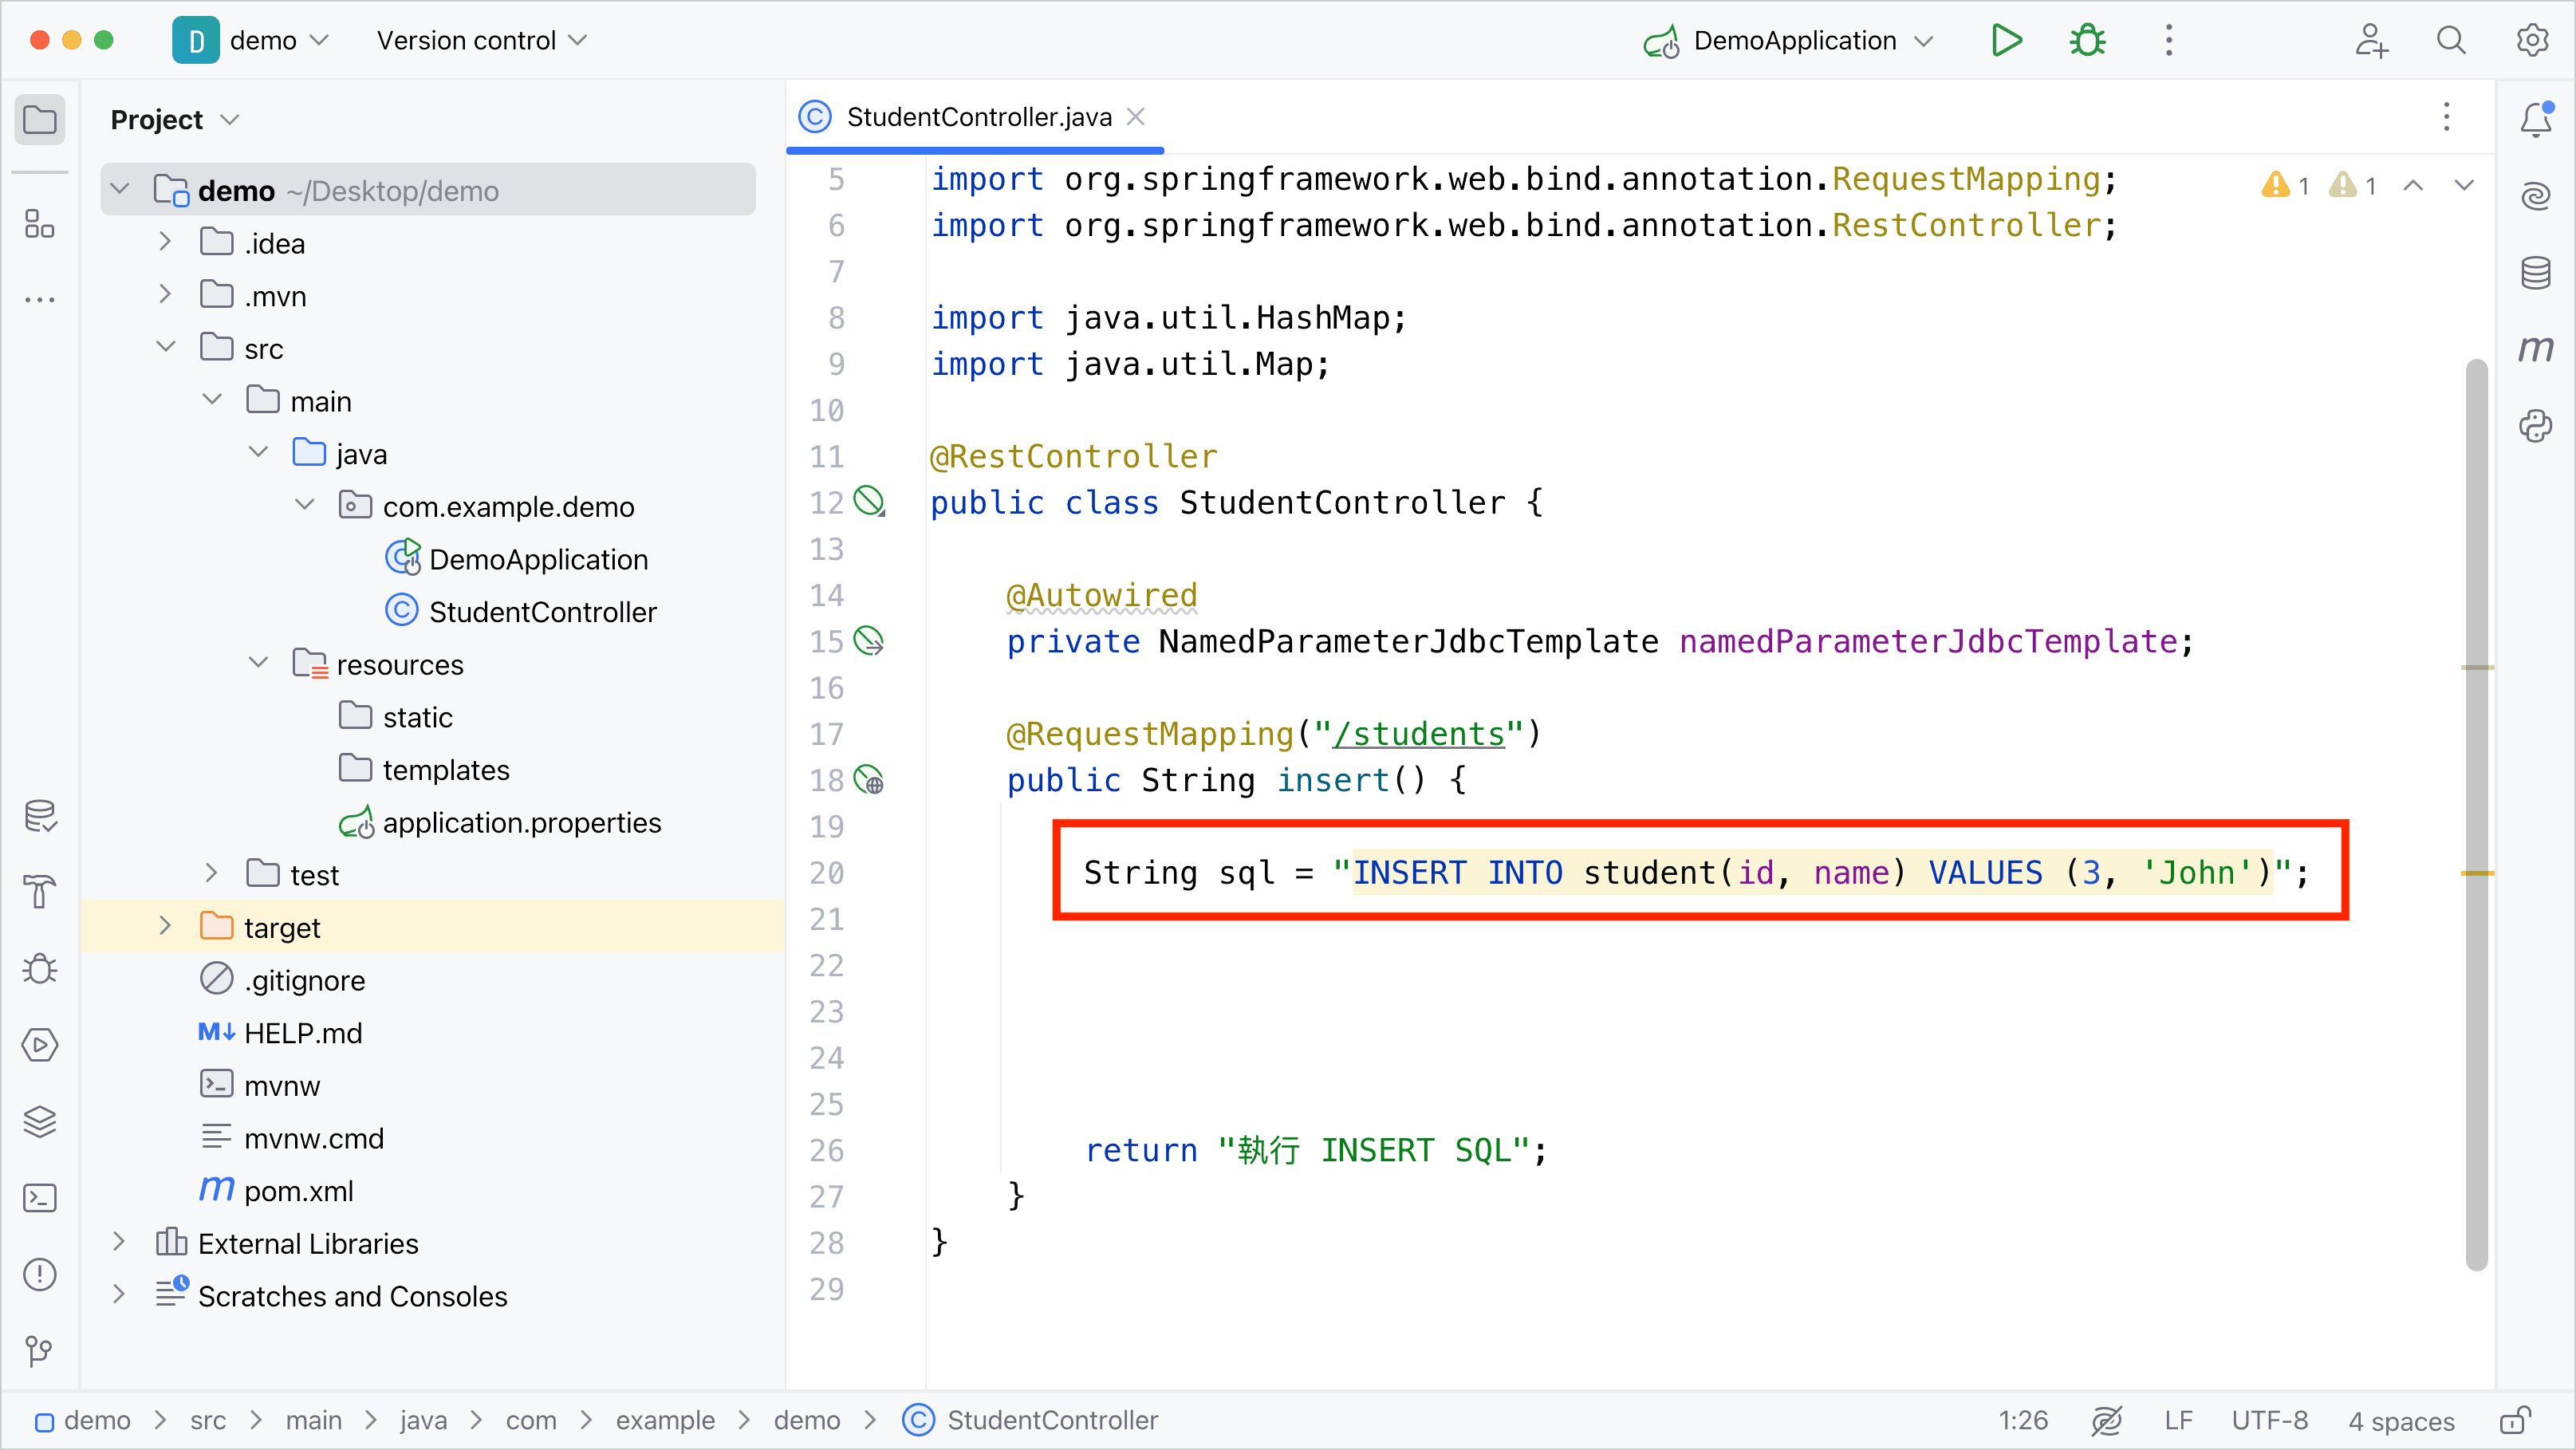 D demo Version control DemoApplication
Project
demo ~/Desktop/demo
.idea
.mvn
src
main
java
com.example.demo
DemoApplication
StudentController
resources
static
templates
application.properties
test
target
.gitignore
HELP.md
mvnw
mvnw.cmd
pom.xml
External Libraries
Scratches and Consoles
StudentController.java
1 1
5 import org.springframework.web.bind.annotation.RequestMapping;
6 import org.springframework.web.bind.annotation.RestController;
7
8 import java.util.HashMap;
9 import java.util.Map;
10
11 @RestController
12 public class StudentController {
13
14 @Autowired
15 private NamedParameterJdbcTemplate namedParameterJdbcTemplate;
16
17 @RequestMapping("/students")
18 public String insert() {
19
20 String sql = "INSERT INTO student(id, name) VALUES (3, 'John')";
21
22
23
24
25
26 return "執行 INSERT SQL";
27 }
28 }
29
demo src main java com example demo StudentController 1:26 LF UTF-8 4 spaces